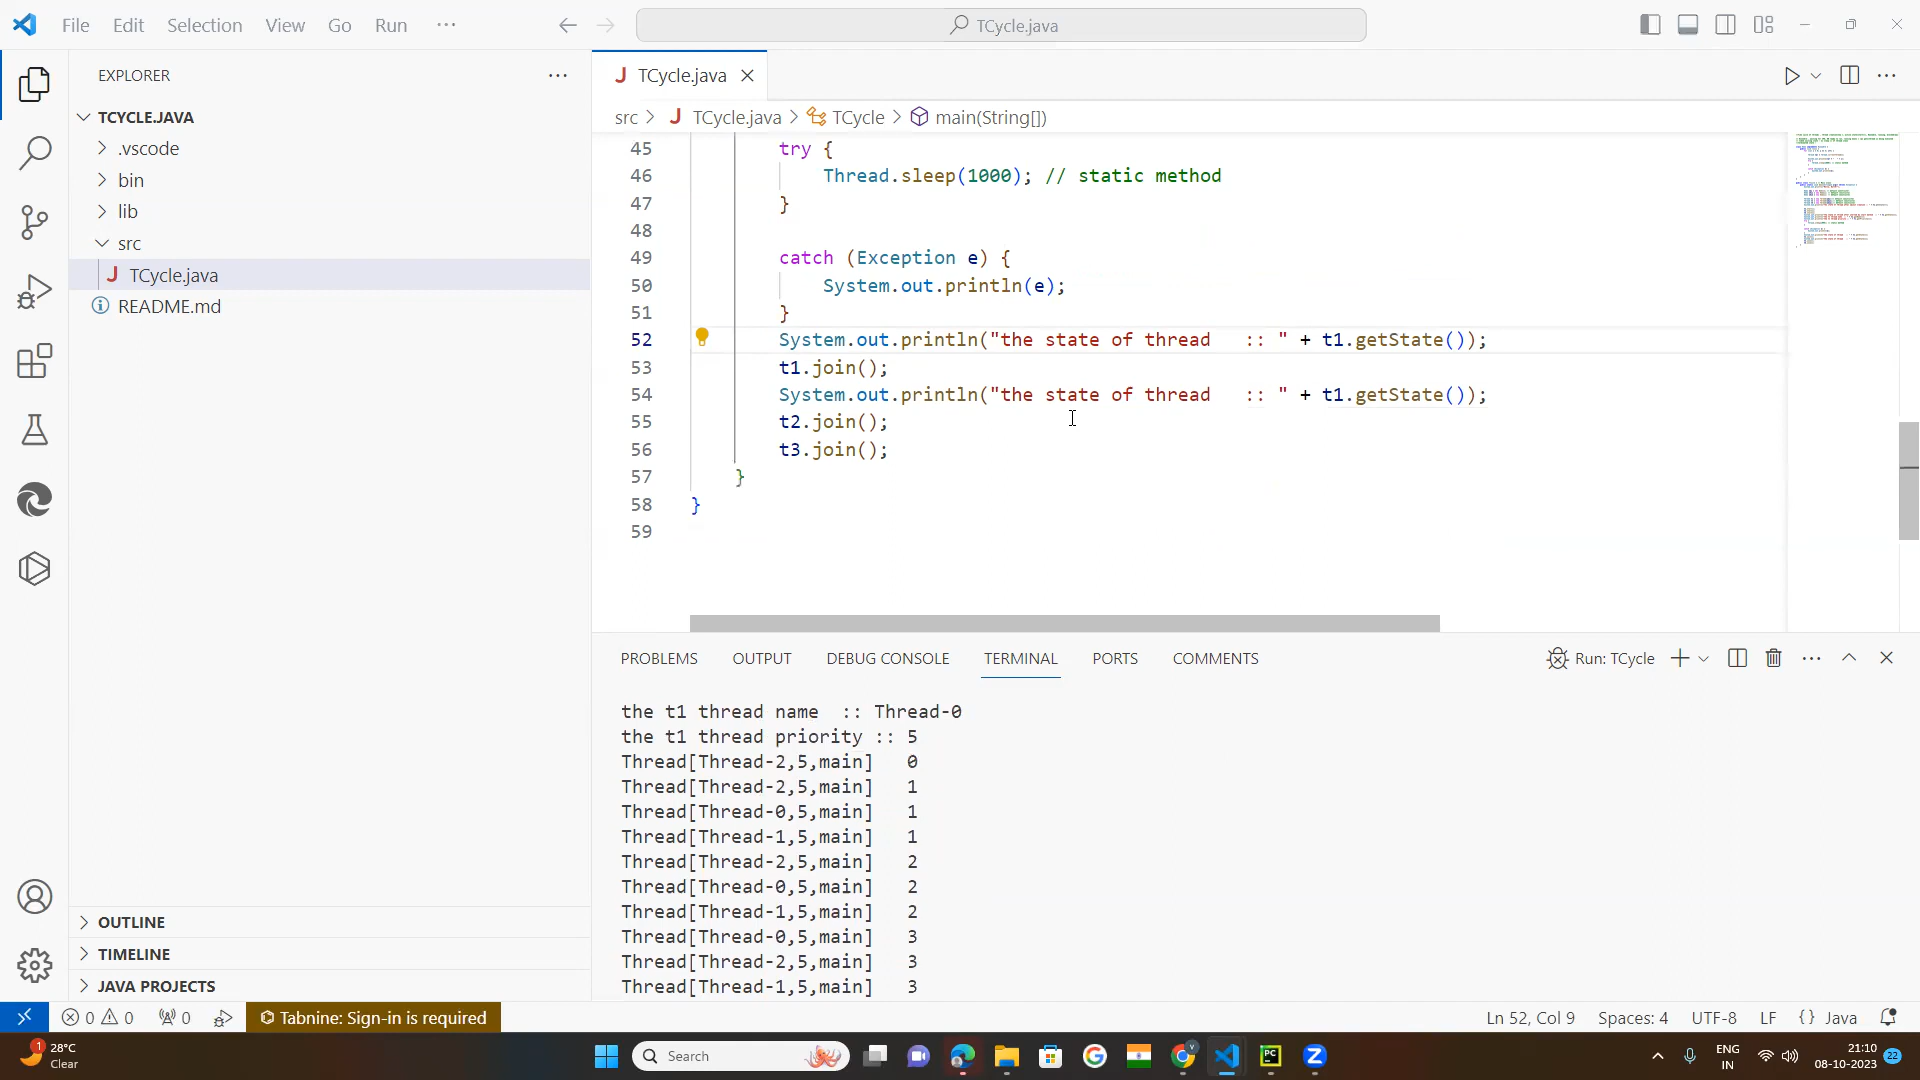 File Edit Selection View Go Run ···
TCycle.java
EXPLORER
TCYCLE.JAVA
.vscode
bin
lib
src
J TCycle.java
README.md
OUTLINE
TIMELINE
JAVA PROJECTS
J TCycle.java
src > J TCycle.java > TCycle > main(String[])
45 try {
46 Thread.sleep(1000); // static method
47 }
48
49 catch (Exception e) {
50 System.out.println(e);
51 }
52 System.out.println("the state of thread   :: " + t1.getState());
53 t1.join();
54 System.out.println("the state of thread   :: " + t1.getState());
55 t2.join();
56 t3.join();
57 }
58 }
59
PROBLEMS OUTPUT DEBUG CONSOLE TERMINAL PORTS COMMENTS
Run: TCycle
the t1 thread name  :: Thread-0
the t1 thread priority :: 5
Thread[Thread-2,5,main]   0
Thread[Thread-2,5,main]   1
Thread[Thread-0,5,main]   1
Thread[Thread-1,5,main]   1
Thread[Thread-2,5,main]   2
Thread[Thread-0,5,main]   2
Thread[Thread-1,5,main]   2
Thread[Thread-0,5,main]   3
Thread[Thread-2,5,main]   3
Thread[Thread-1,5,main]   3
0 0 0 Tabnine: Sign-in is required
Ln 52, Col 9 Spaces: 4 UTF-8 LF {} Java
1 28°C
Clear
Search
ENG
IN
21:10
08-10-2023
22